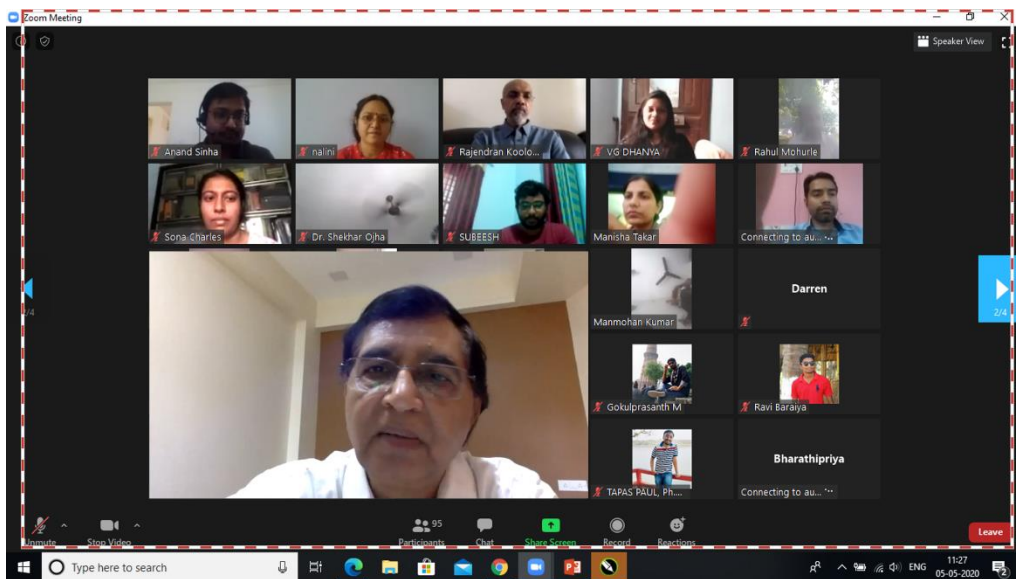 Zoom Meeting
Speaker View
Anand Sinha
nalini
Rajendran Koolo...
VG DHANYA
Rahul Mohurle
Sona Charles
Dr. Shekhar Ojha
SUBEESH
Manisha Takar
Connecting to au... ...
Manmohan Kumar
Darren
2/4
2/4
Gokulprasanth M
Ravi Baraiya
Bharathipriya
TAPAS PAUL, Ph....
Connecting to au... ...
Unmute
Stop Video
95
Participants
Chat
Share Screen
Record
Reactions
Leave
Type here to search
ENG
11:27
05-05-2020
2